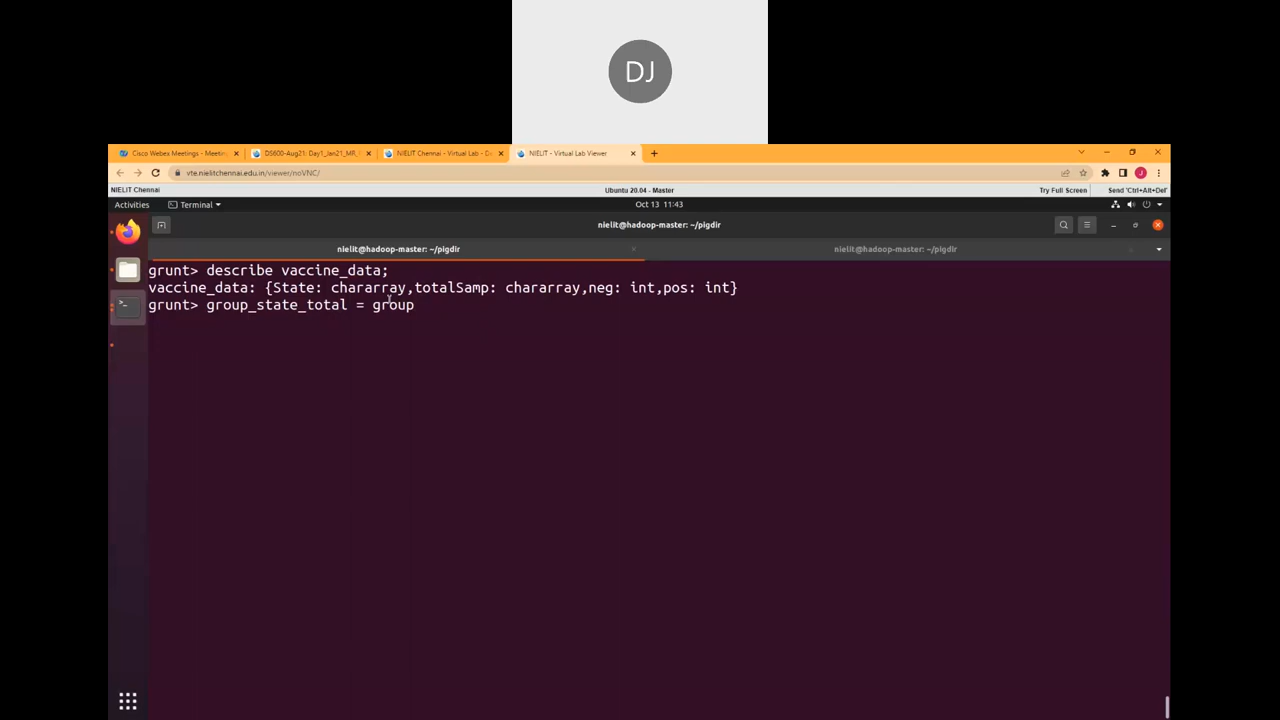 DJ
Cisco Webex Meetings - Meetin
DS600-Aug21: Day1_Jan21_MR,
NIELIT Chennai - Virtual Lab - D
NIELIT - Virtual Lab Viewer
vte.nielitchennai.edu.in/viewer/noVNC/
NIELIT Chennai
Ubuntu 20.04 - Master
Try Full Screen
Send 'Ctrl+Alt+Del'
Activities
Terminal
Oct 13 11:43
nielit@hadoop-master: ~/pigdir
nielit@hadoop-master: ~/pigdir
nielit@hadoop-master: ~/pigdir
grunt> describe vaccine_data;
vaccine_data: {State: chararray,totalSamp: chararray,neg: int,pos: int}
grunt> group_state_total = group